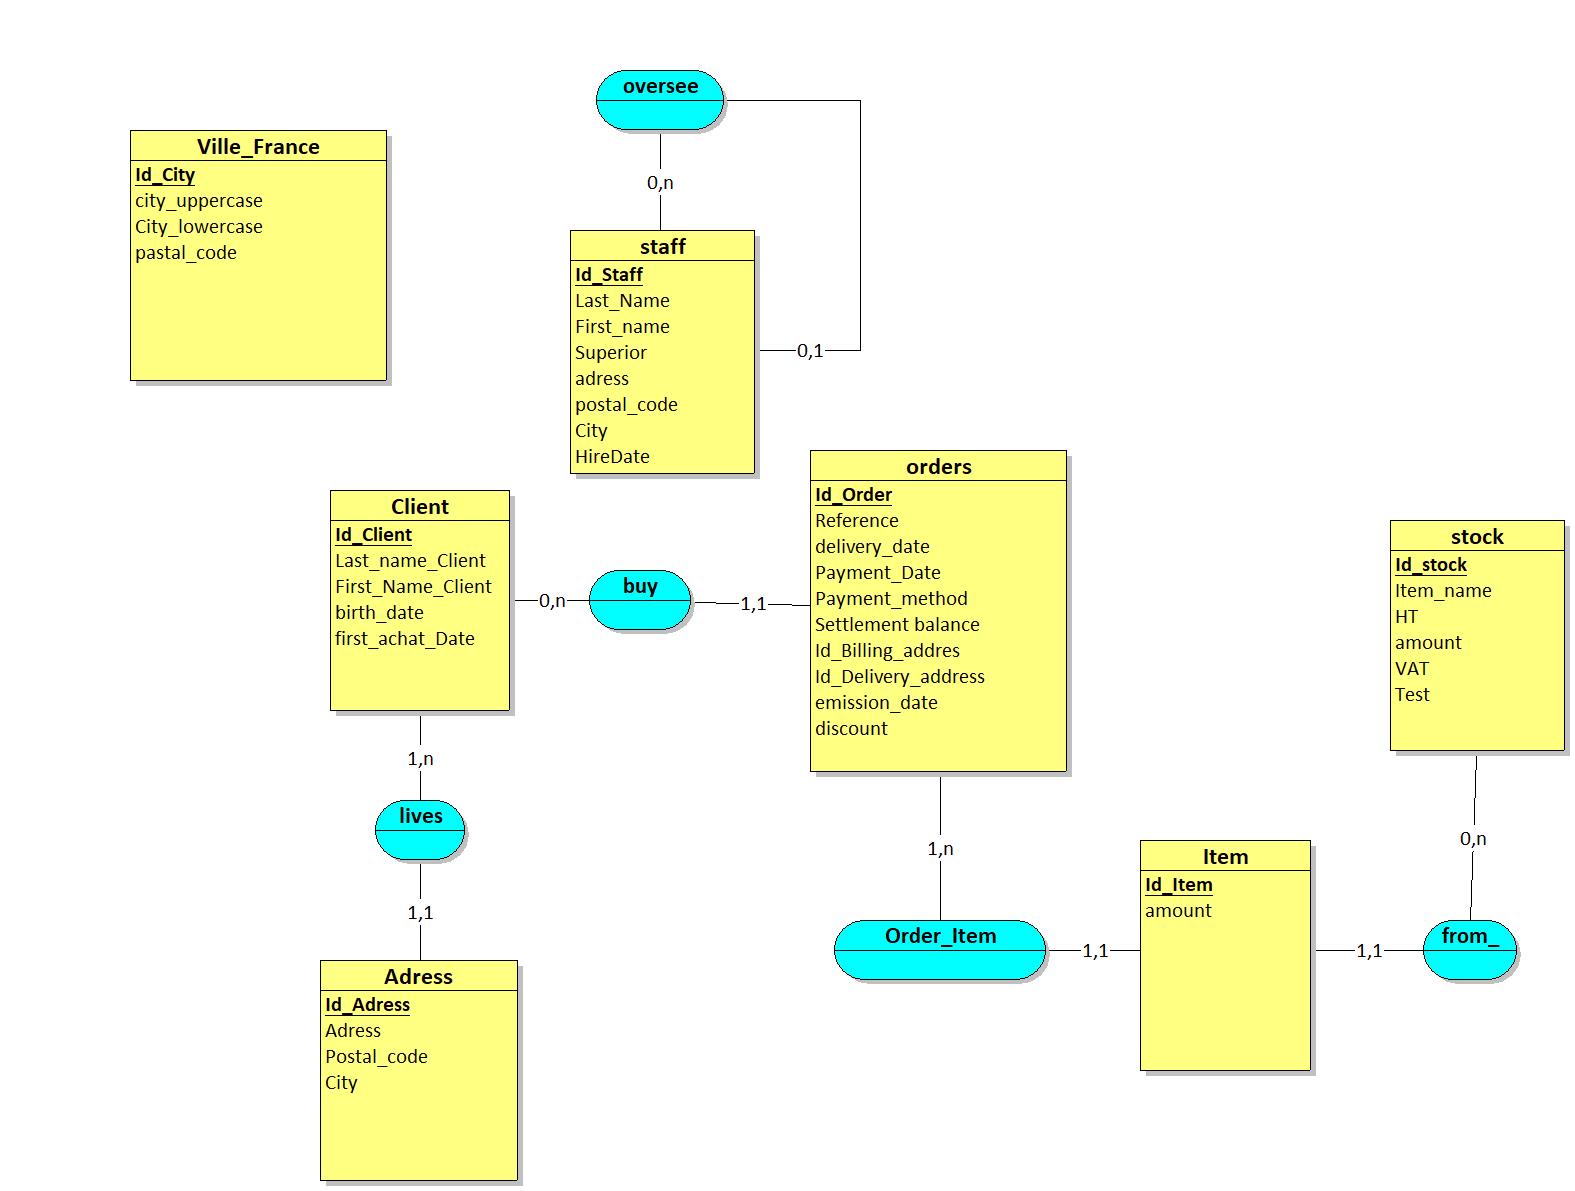 oversee
0,n
0,1
Ville_France
Id_City
city_uppercase
City_lowercase
pastal_code
staff
Id_Staff
Last_Name
First_name
Superior
adress
postal_code
City
HireDate
Client
Id_Client
Last_name_Client
First_Name_Client
birth_date
first_achat_Date
0,n
buy
1,1
orders
Id_Order
Reference
delivery_date
Payment_Date
Payment_method
Settlement balance
Id_Billing_addres
Id_Delivery_address
emission_date
discount
stock
Id_stock
Item_name
HT
amount
VAT
Test
1,n
lives
1,1
Adress
Id_Adress
Adress
Postal_code
City
1,n
Order_Item
1,1
Item
Id_Item
amount
1,1
from_
0,n